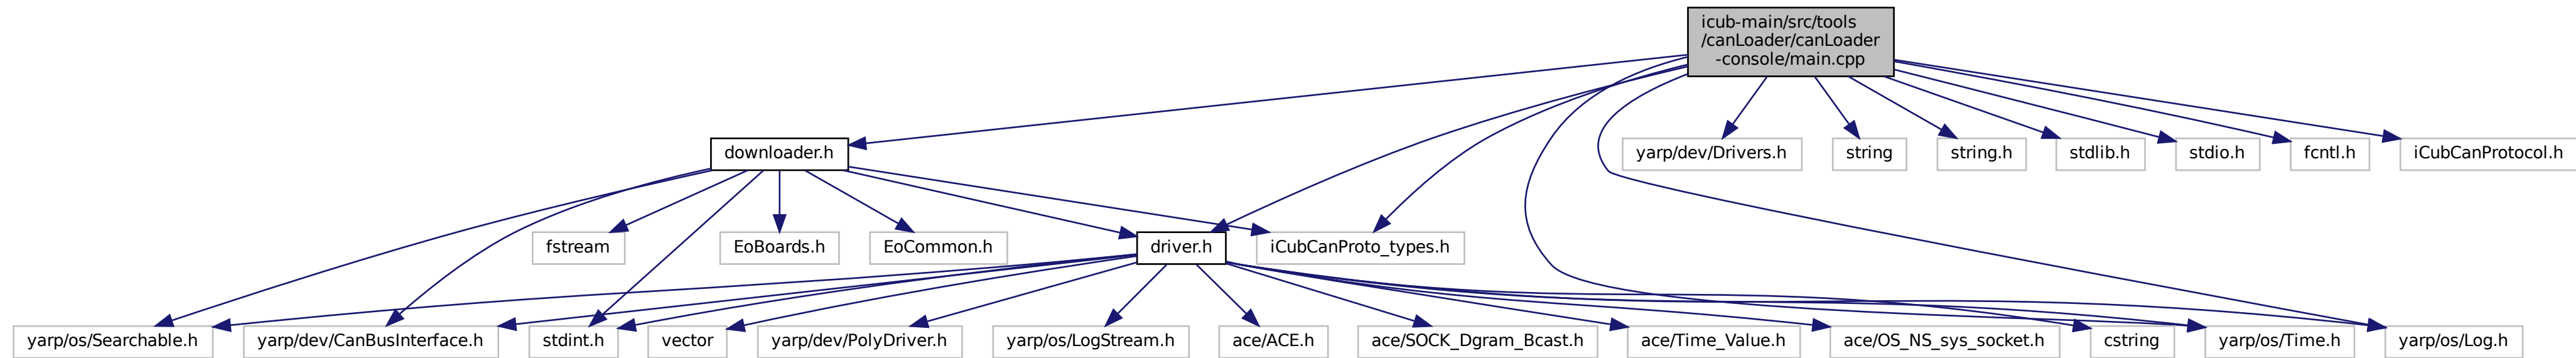 icub-main/src/tools
/canLoader/canLoader
-console/main.cpp
downloader.h
yarp/dev/Drivers.h
string
string.h
stdlib.h
stdio.h
fcntl.h
iCubCanProtocol.h
fstream
EoBoards.h
EoCommon.h
driver.h
iCubCanProto_types.h
yarp/os/Searchable.h
yarp/dev/CanBusInterface.h
stdint.h
vector
yarp/dev/PolyDriver.h
yarp/os/LogStream.h
ace/ACE.h
ace/SOCK_Dgram_Bcast.h
ace/Time_Value.h
ace/OS_NS_sys_socket.h
cstring
yarp/os/Time.h
yarp/os/Log.h